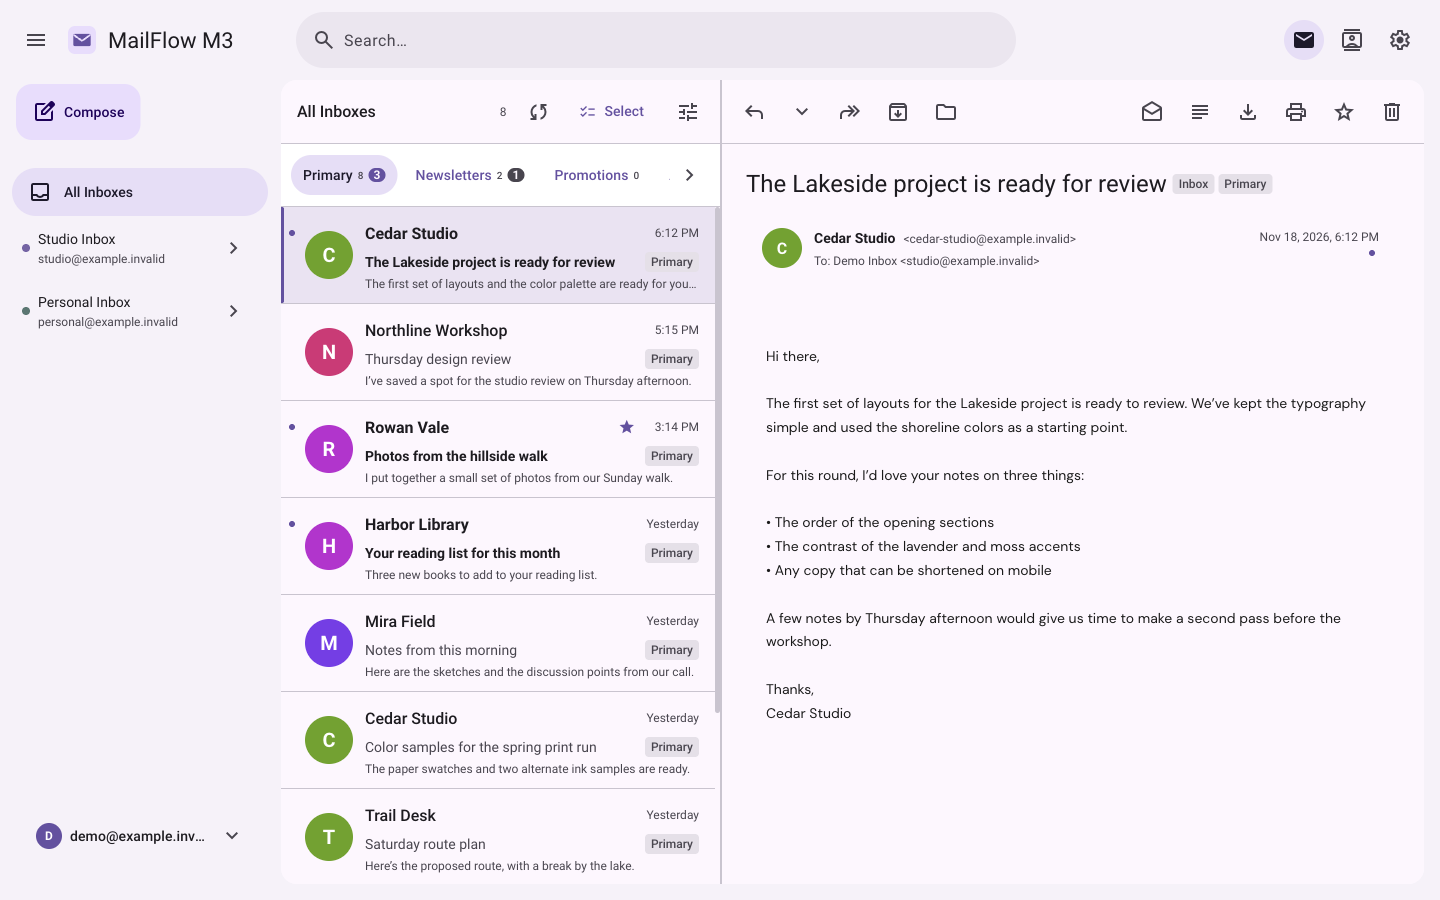 MailFlow M3
Search…
Compose
All Inboxes
Studio Inbox
studio@example.invalid
Personal Inbox
personal@example.invalid
D demo@example.inv…
All Inboxes 8 Select
Primary 8 3 Newsletters 2 1 Promotions 0
C
Cedar Studio 6:12 PM
The Lakeside project is ready for review Primary
The first set of layouts and the color palette are ready for you…
N
Northline Workshop 5:15 PM
Thursday design review Primary
I’ve saved a spot for the studio review on Thursday afternoon.
R
Rowan Vale 3:14 PM
Photos from the hillside walk Primary
I put together a small set of photos from our Sunday walk.
H
Harbor Library Yesterday
Your reading list for this month Primary
Three new books to add to your reading list.
M
Mira Field Yesterday
Notes from this morning Primary
Here are the sketches and the discussion points from our call.
C
Cedar Studio Yesterday
Color samples for the spring print run Primary
The paper swatches and two alternate ink samples are ready.
T
Trail Desk Yesterday
Saturday route plan Primary
Here’s the proposed route, with a break by the lake.
The Lakeside project is ready for review Inbox Primary
C
Cedar Studio <cedar-studio@example.invalid> Nov 18, 2026, 6:12 PM
To: Demo Inbox <studio@example.invalid>
Hi there,
The first set of layouts for the Lakeside project is ready to review. We’ve kept the typography
simple and used the shoreline colors as a starting point.
For this round, I’d love your notes on three things:
• The order of the opening sections
• The contrast of the lavender and moss accents
• Any copy that can be shortened on mobile
A few notes by Thursday afternoon would give us time to make a second pass before the
workshop.
Thanks,
Cedar Studio